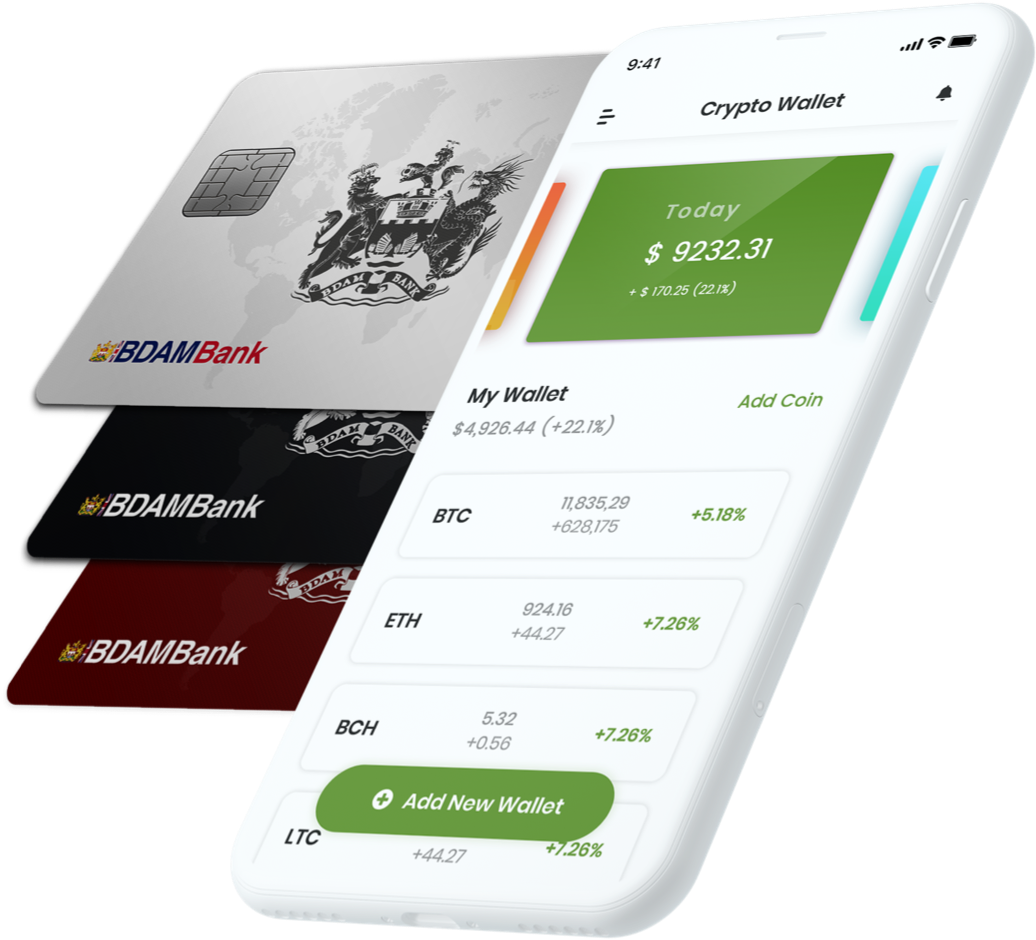 BDAM BANK
BDAMBank
BDAM BANK
BDAMBank
BDAM
BDAMBank
9:41
Crypto Wallet
Today
$ 9232.31
+ $ 170.25 (22.1%)
My Wallet
Add Coin
$4,926.44 (+22.1%)
BTC
11,835,29
+628,175
+5.18%
ETH
924.16
+44.27
+7.26%
BCH
5.32
+0.56
+7.26%
Add New Wallet
LTC
+44.27
+7.26%